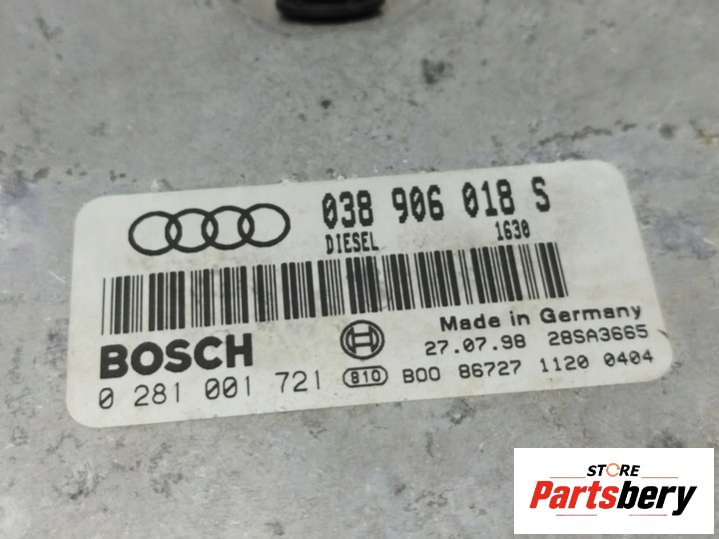 038 906 018 S
DIESEL 1630
Made in Germany
BOSCH 27.07.98 28SA3665
0 281 001 721 810 B00 86727 1120 0404
STORE
Partsbery